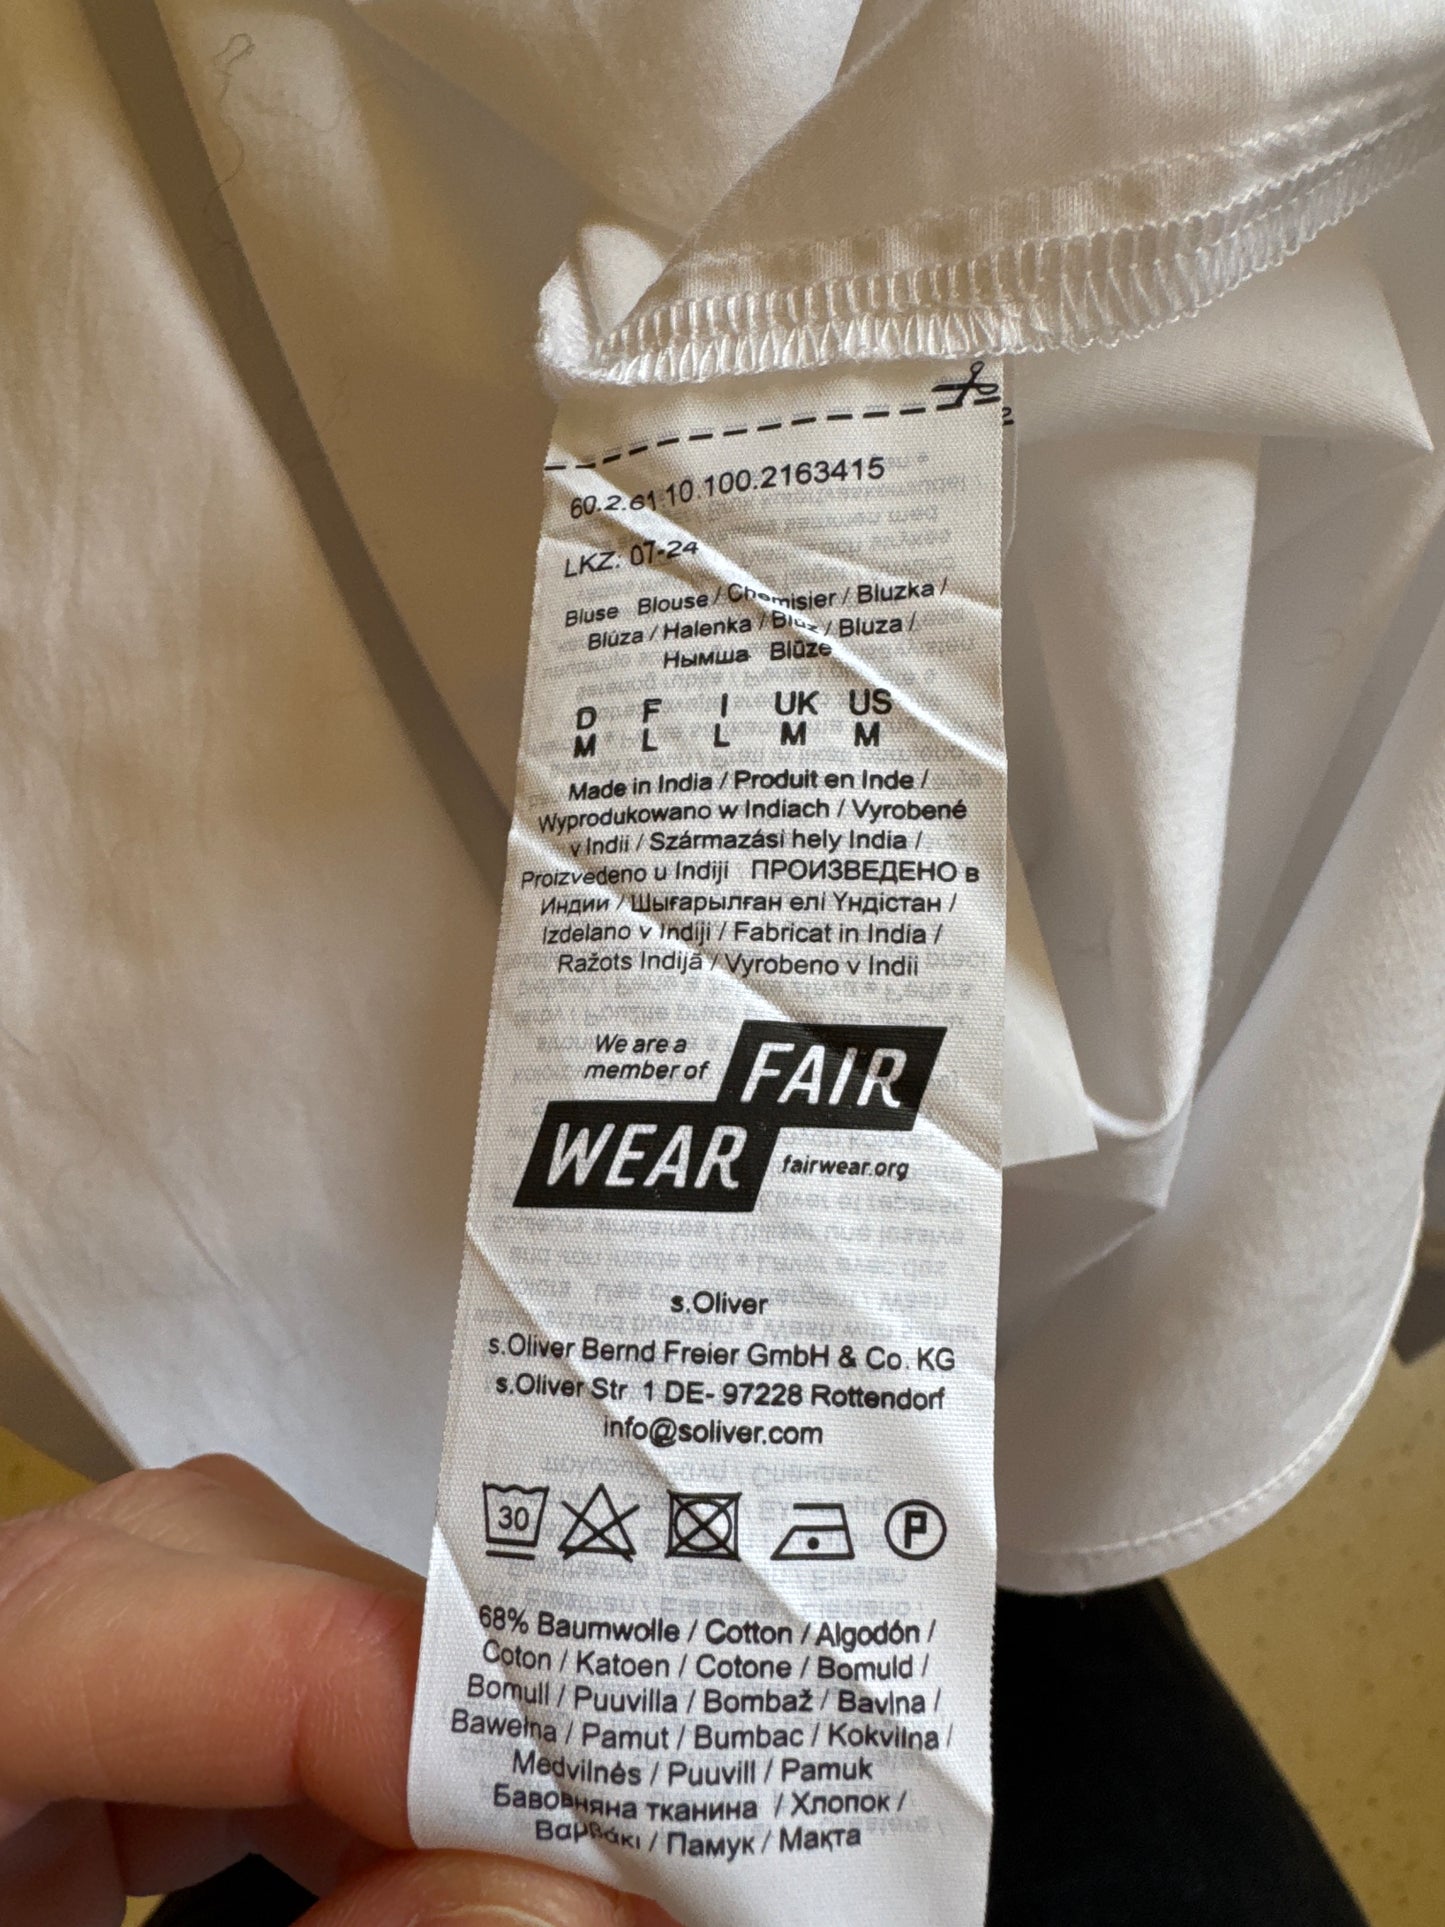 60.2.61.10.100.2163415
LKZ: 07-24
Bluse Blouse / Chemisier / Bluzka /
Blúza / Halenka / Blúz / Bluza /
Нымша Blūze
D F I UK US
M L L M M
Made in India / Produit en Inde /
Wyprodukowano w Indiach / Vyrobené
v Indii / Származási hely India /
Proizvedeno u Indiji ПРОИЗВЕДЕНО в
Индии / Шығарылған елі Үндістан /
Izdelano v Indiji / Fabricat in India /
Ražots Indijā / Vyrobeno v Indii
We are a
member of
FAIR
WEAR
fairwear.org
s.Oliver
s.Oliver Bernd Freier GmbH & Co. KG
s.Oliver Str 1 DE- 97228 Rottendorf
info@soliver.com
30 P
68% Baumwolle / Cotton / Algodón /
Coton / Katoen / Cotone / Bomuld /
Bomull / Puuvilla / Bombaž / Bavlna /
Bawełna / Pamut / Bumbac / Kokvilna /
Medvilnės / Puuvill / Pamuk
Бавовняна тканина / Хлопок /
Βαμβάκι / Памук / Мақта